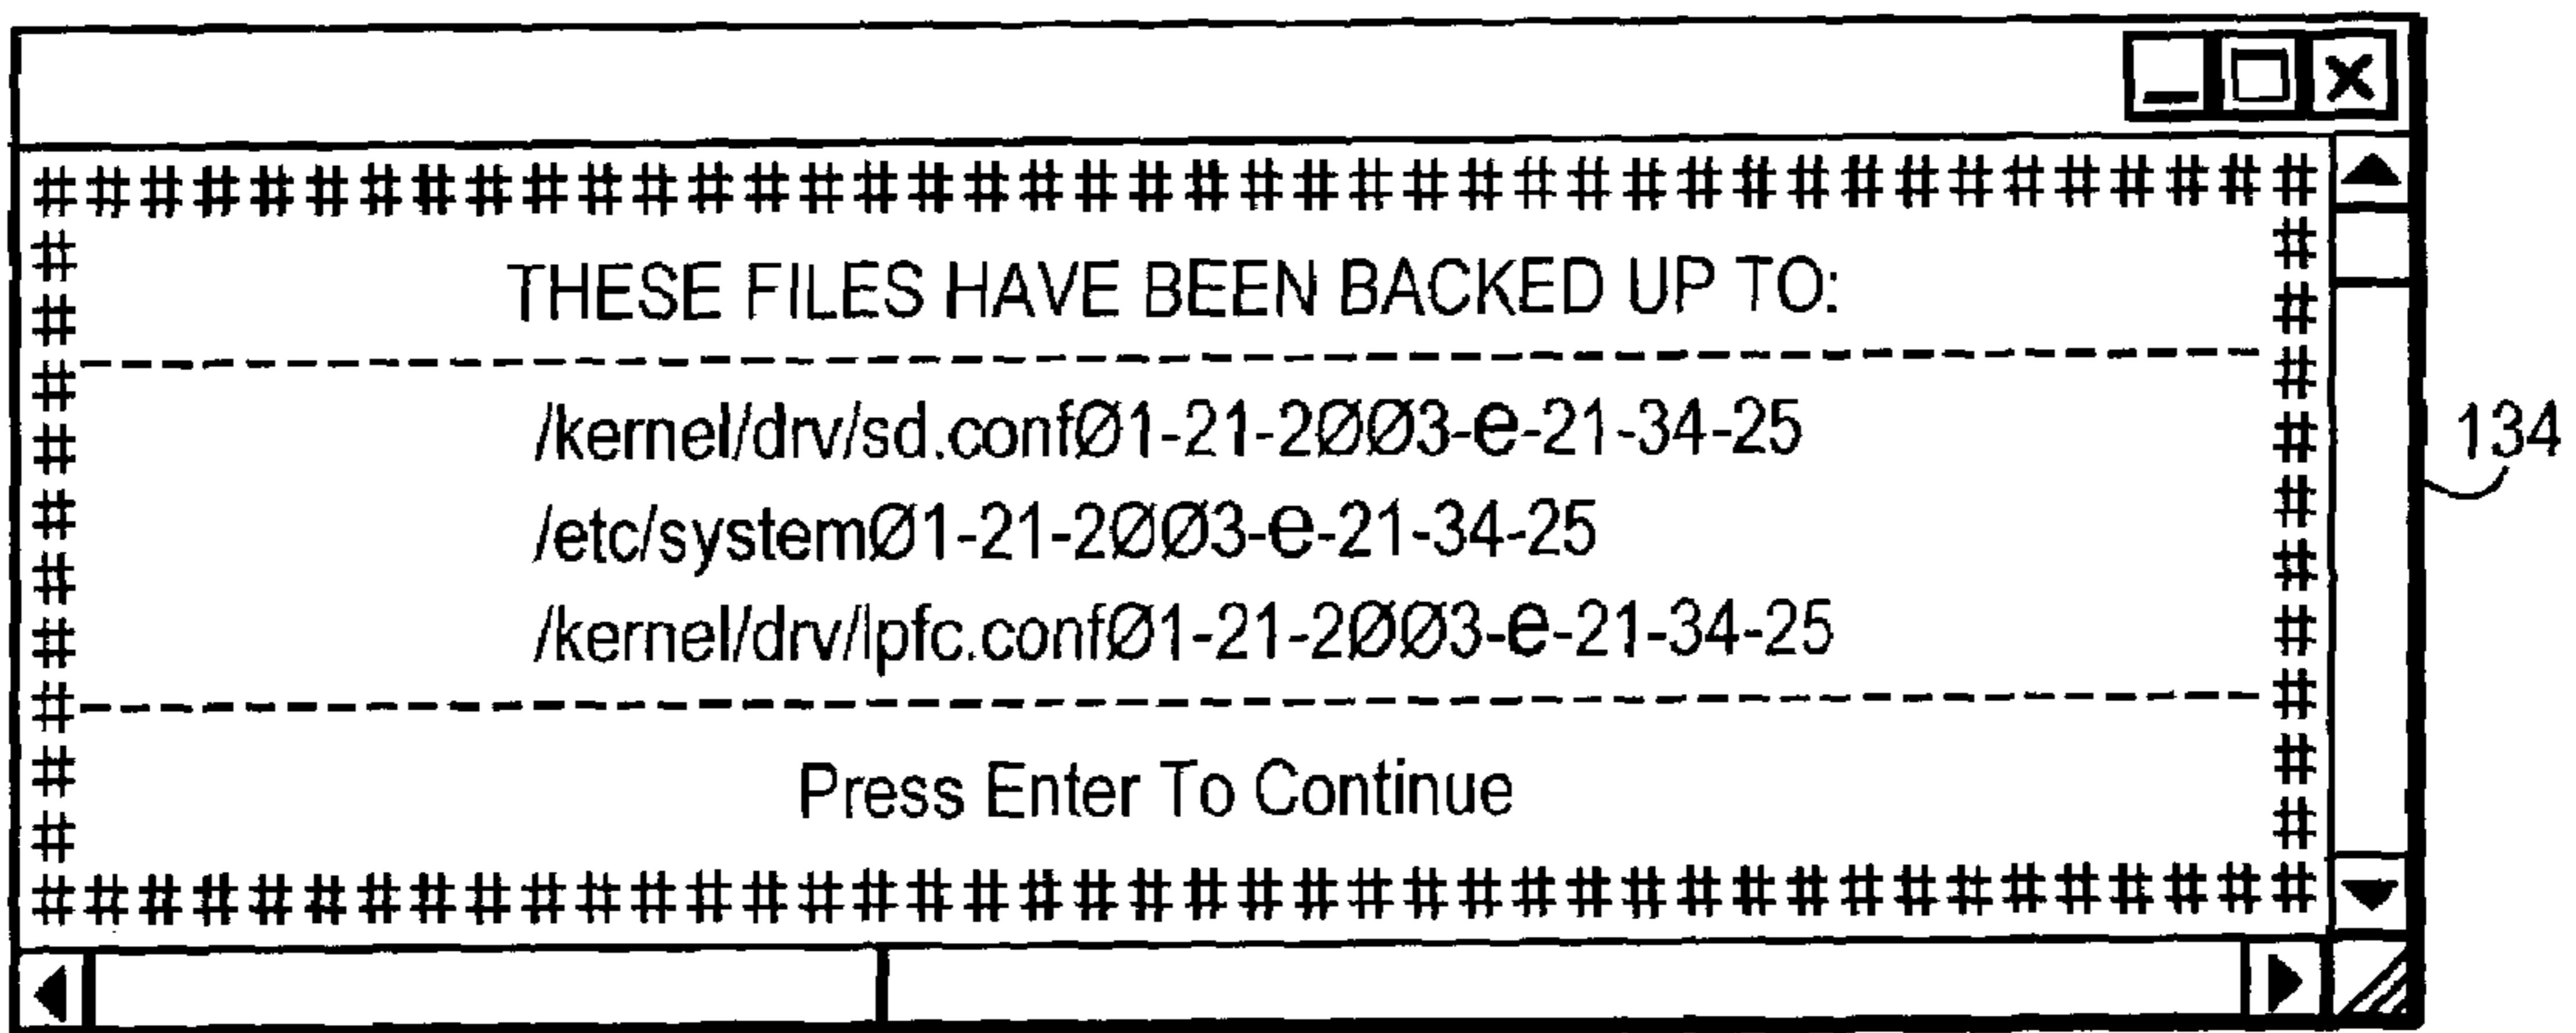 ####################
THESE FILES HAVE BEEN BACKED UP TO:
/kernel/drv/sd.confØ1-21-2ØØ3-e-21-34-25
134
/etc/systemØ1-21-2ØØ3-e-21-34-25
/kernel/drv/lpfc.confØ1-21-2ØØ3-e-21-34-25
Press Enter To Continue
####################